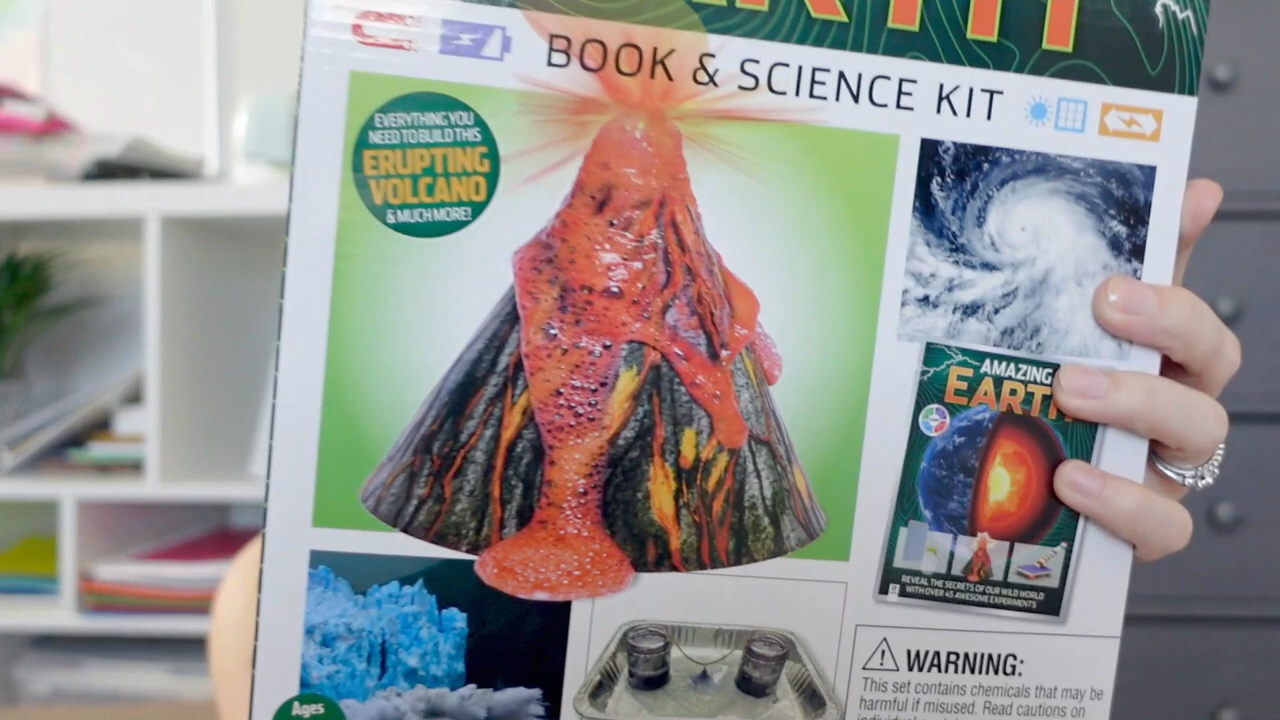 EARTH
BOOK & SCIENCE KIT
EVERYTHING YOU
NEED TO BUILD THIS
ERUPTING
VOLCANO
& MUCH MORE!
AMAZING
EARTH
REVEAL THE SECRETS OF OUR WILD WORLD
WITH OVER 45 AWESOME EXPERIMENTS
WARNING:
This set contains chemicals that may be
harmful if misused. Read cautions on
Ages